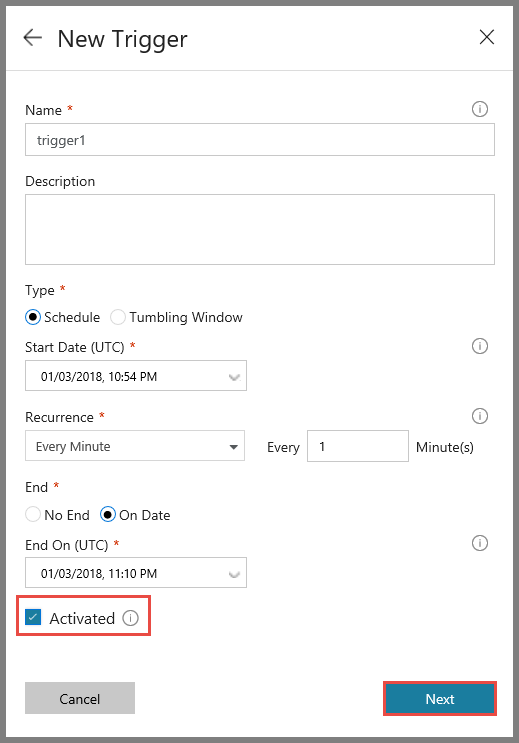 New Trigger
Name *
trigger1
Description
Type *
Schedule Tumbling Window
Start Date (UTC) *
01/03/2018, 10:54 PM
Recurrence *
Every Minute Every 1 Minute(s)
End *
No End On Date
End On (UTC) *
01/03/2018, 11:10 PM
Activated
Cancel Next